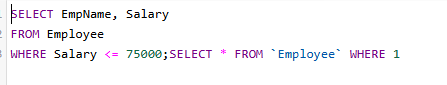 SELECT EmpName, Salary
FROM Employee
WHERE Salary <= 75000;SELECT * FROM `Employee` WHERE 1